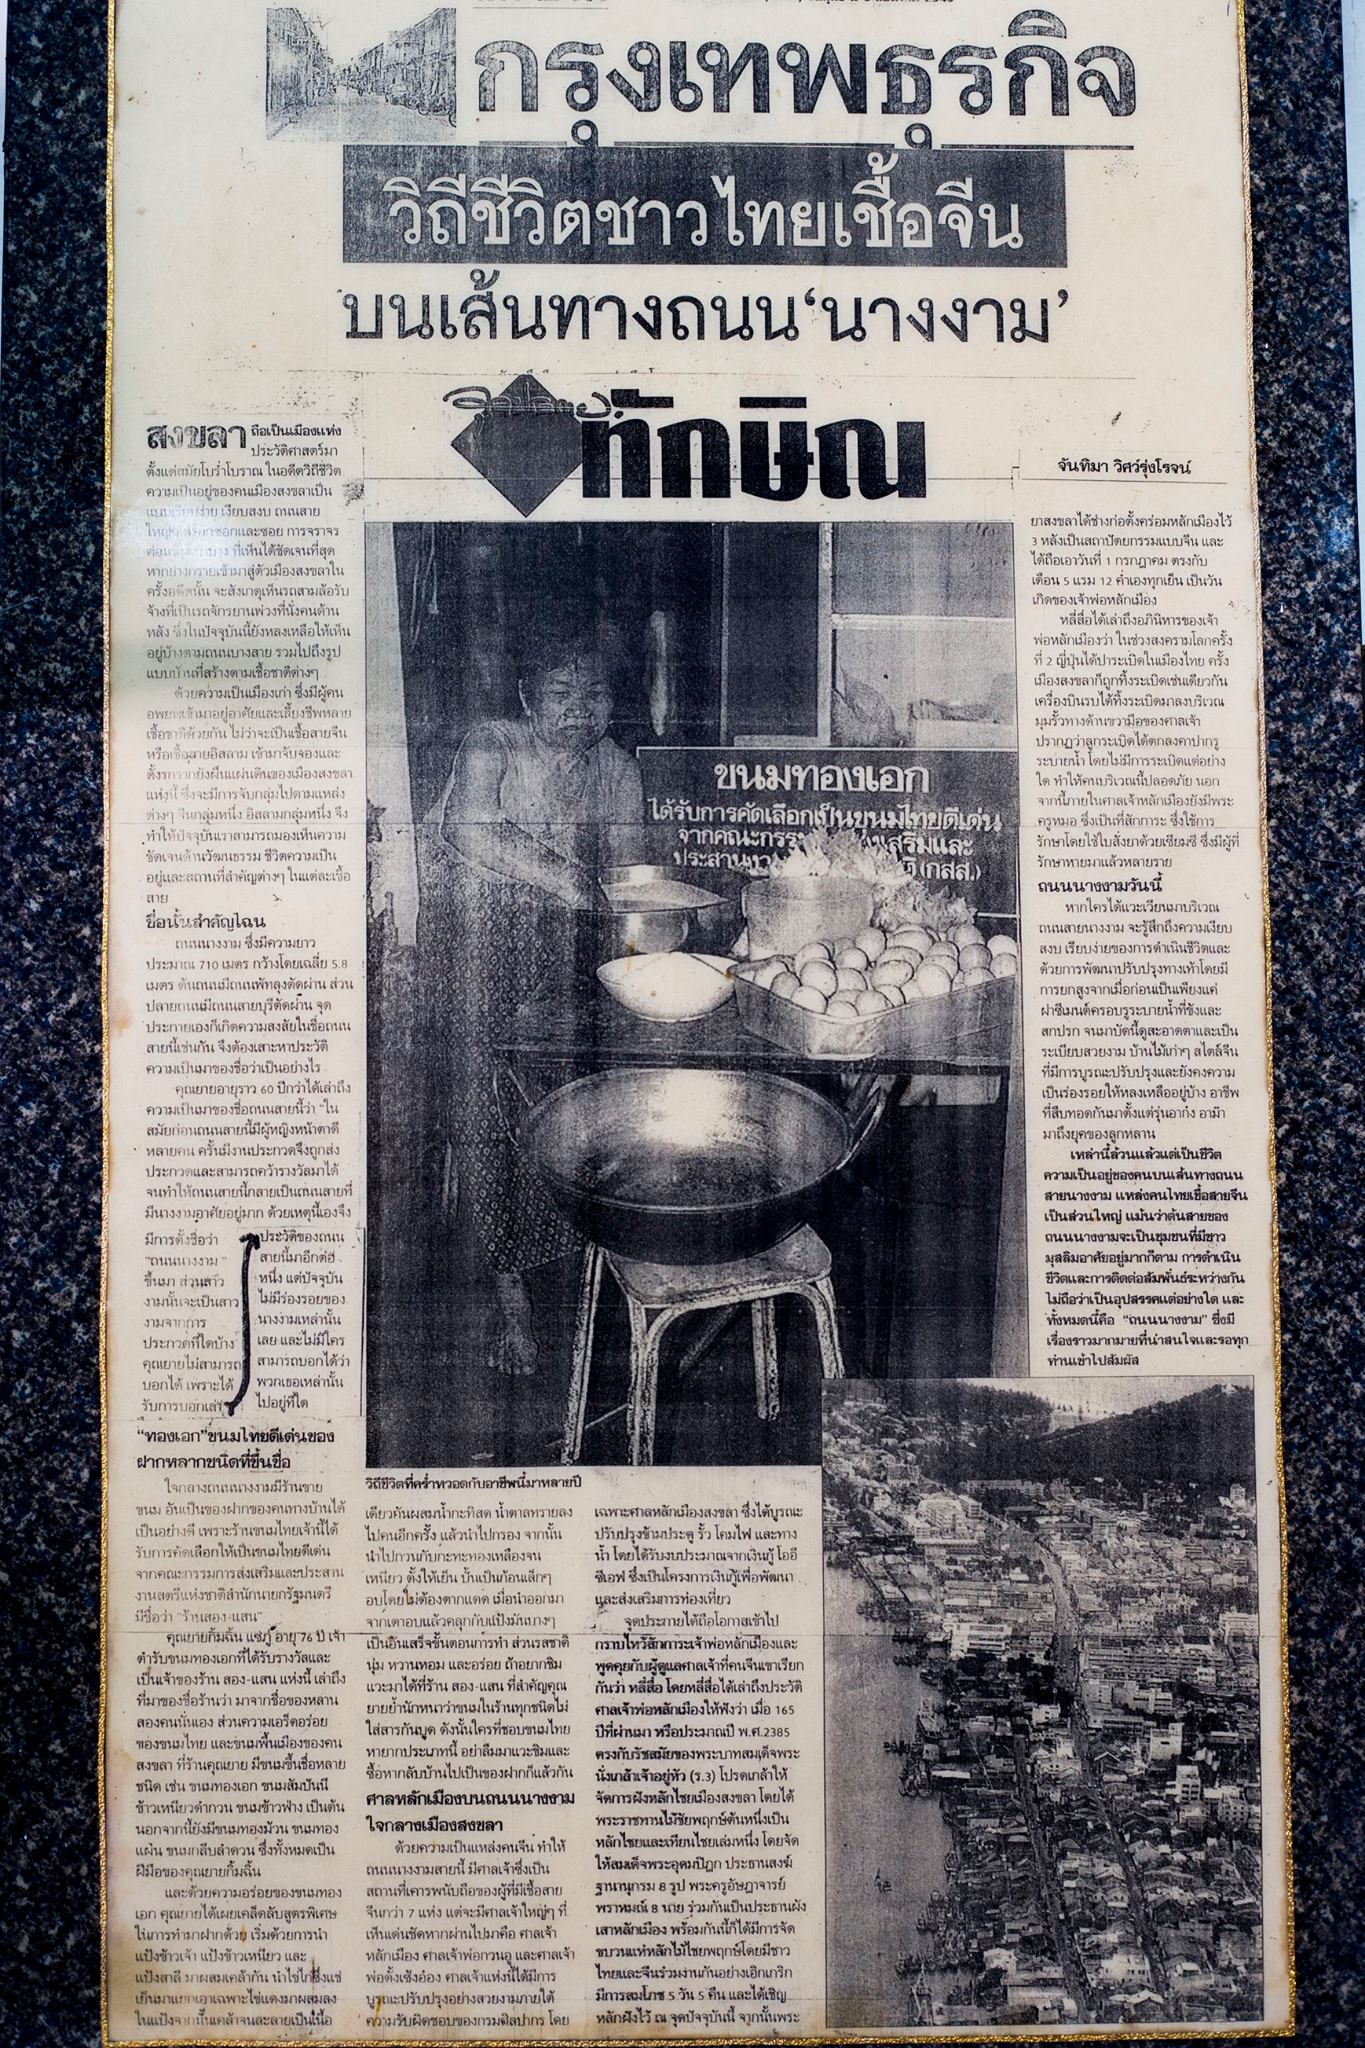 กรุงเทพธุรกิจ
วิถีชีวิตชาวไทยเชื้อจีน
บนเส้นทางถนน‘นางงาม’
ทักษิณ
จันทิมา วิศว์รุ่งโรจน์
สงขลา ถือเป็นเมืองแห่ง
ประวัติศาสตร์มา
ตั้งแต่สมัยโบร่ำโบราณ ในอดีตวิถีชีวิต
ความเป็นอยู่ของคนเมืองสงขลาเป็น
แบบเรียบง่าย เงียบสงบ ถนนสาย
ใหญ่ๆ ตรอกซอกและซอย การจราจร
ค่อนข้างเบาบาง ที่เห็นได้ชัดเจนที่สุด
หากย่างกรายเข้ามาสู่ตัวเมืองสงขลาใน
ครั้งอดีตนั้น จะสังเกตุเห็นรถสามล้อรับ
จ้างที่เป็นรถจักรยานพ่วงที่นั่งคนด้าน
หลัง ซึ่งในปัจจุบันนี้ยังหลงเหลือให้เห็น
อยู่บ้างตามถนนบางสาย รวมไปถึงรูป
แบบบ้านที่สร้างตามเชื้อชาติต่างๆ
ด้วยความเป็นเมืองเก่า ซึ่งมีผู้คน
อพยพเข้ามาอยู่อาศัยและเลี้ยงชีพหลาย
เชื้อชาติด้วยกัน ไม่ว่าจะเป็นเชื้อสายจีน
หรือเชื้อสายอิสลาม เข้ามาจับจองและ
ตั้งรกรากยังผืนแผ่นดินของเมืองสงขลา
แห่งนี้ ซึ่งจะมีการจับกลุ่มไปตามแหล่ง
ต่างๆ จีนกลุ่มหนึ่ง อิสลามกลุ่มหนึ่ง จึง
ทำให้ปัจจุบันเราสามารถมองเห็นความ
ชัดเจนด้านวัฒนธรรม ชีวิตความเป็น
อยู่และสถานที่สำคัญต่างๆ ในแต่ละเชื้อ
สาย
ชื่อนั้นสำคัญไฉน
ถนนนางงาม ซึ่งมีความยาว
ประมาณ 710 เมตร กว้างโดยเฉลี่ย 5.8
เมตร ต้นถนนมีถนนพัทลุงตัดผ่าน ส่วน
ปลายถนนมีถนนสายบุรีตัดผ่าน จุด
ประกายเองก็เกิดความสงสัยในชื่อถนน
สายนี้เช่นกัน จึงต้องเสาะหาประวัติ
ความเป็นมาของชื่อว่าเป็นอย่างไร
คุณยายอายุราว 60 ปีกว่าได้เล่าถึง
ความเป็นมาของชื่อถนนสายนี้ว่า "ใน
สมัยก่อนถนนสายนี้มีผู้หญิงหน้าตาดี
หลายคน ครั้นมีงานประกวดจึงถูกส่ง
ประกวดและสามารถคว้ารางวัลมาได้
จนทำให้ถนนสายนี้กลายเป็นถนนสายที่
มีนางงามอาศัยอยู่มาก ด้วยเหตุนี้เองจึง
มีการตั้งชื่อว่า
"ถนนนางงาม "
ขึ้นมา ส่วนสาว
งามนั้นจะเป็นสาว
งามจากการ
ประกวดที่ใดบ้าง
คุณยายไม่สามารถ
บอกได้ เพราะได้
รับการบอกเล่า
ประวัติของถนน
สายนี้มาอีกต่อ
หนึ่ง แต่ปัจจุบัน
ไม่มีร่องรอยของ
นางงามเหล่านั้น
เลย และไม่มีใคร
สามารถบอกได้ว่า
พวกเธอเหล่านั้น
ไปอยู่ที่ใด
"ทองเอก"ขนมไทยดีเด่นของ
ฝากหลากชนิดที่ขึ้นชื่อ
ใจกลางถนนนางงามมีร้านขาย
ขนม อันเป็นของฝากของคนทางบ้านได้
เป็นอย่างดี เพราะร้านขนมไทยเจ้านี้ได้
รับการคัดเลือกให้เป็นขนมไทยดีเด่น
จากคณะกรรมการส่งเสริมและประสาน
งานสตรีแห่งชาติสำนักนายกรัฐมนตรี
มีชื่อว่า "ร้านสอง-แสน"
คุณยายกิ้มฉั้น แซ่ภู่ อายุ 76 ปี เจ้า
ตำรับขนมทองเอกที่ได้รับรางวัลและ
เป็นเจ้าของร้าน สอง-แสน แห่งนี้ เล่าถึง
ที่มาของชื่อร้านว่า มาจากชื่อของหลาน
สองคนนั่นเอง ส่วนความเอร็ดอร่อย
ของขนมไทย และขนมพื้นเมืองของคน
สงขลา ที่ร้านคุณยาย มีขนมขึ้นชื่อหลาย
ชนิด เช่น ขนมทองเอก ขนมสัมปันนี
ข้าวเหนียวดำกวน ขนมข้าวฟ่าง เป็นต้น
นอกจากนี้ยังมีขนมทองม้วน ขนมทอง
แผ่น ขนมกลีบลำดวน ซึ่งทั้งหมดเป็น
ฝีมือของคุณยายกิ้มฉั้น
และด้วยความอร่อยของขนมทอง
เอก คุณยายได้เผยเคล็ดลับสูตรพิเศษ
ในการทำมาฝากด้วย เริ่มด้วยการนำ
แป้งข้าวเจ้า แป้งข้าวเหนียว และ
แป้งสาลี มาผสมเคล้ากัน นำไข่ไก่ซึ่งแช่
เย็นมาแยกเอาเฉพาะไข่แดงมาผสมลง
ในแป้งจากนั้นเคล้าจนละลายเป็นเนื้อ
ขนมทองเอก
ได้รับการคัดเลือกเป็นขนมไทยดีเด่น
จากคณะกรร
เสริมและ
ประสานงา
(กสส.)
วิถีชีวิตที่คร่ำหวอดกับอาชีพนี้มาหลายปี
เดียวกันผสมน้ำกะทิสด น้ำตาลทรายลง
ไปคนอีกครั้ง แล้วนำไปกรอง จากนั้น
นำไปกวนกับกะทะทองเหลืองจน
เหนียว ตั้งให้เย็น ปั้นเป็นก้อนเล็กๆ
อบโดยไม่ต้องตากแดด เมื่อนำออกมา
จากเตาอบแล้วคลุกกับแป้งมันบางๆ
เป็นอันเสร็จขั้นตอนการทำ ส่วนรสชาติ
นุ่ม หวานหอม และอร่อย ถ้าอยากชิม
แวะมาได้ที่ร้าน สอง-แสน ที่สำคัญคุณ
ยายย้ำนักหนาว่าขนมในร้านทุกชนิดไม่
ใส่สารกันบูด ดังนั้นใครที่ชอบขนมไทย
หายากประเภทนี้ อย่าลืมมาแวะชิมและ
ซื้อหากลับบ้านไปเป็นของฝากก็แล้วกัน
ศาลหลักเมืองบนถนนนางงาม
ใจกลางเมืองสงขลา
ด้วยความเป็นแหล่งคนจีน ทำให้
ถนนนางงามสายนี้ มีศาลเจ้าซึ่งเป็น
สถานที่เคารพนับถือของผู้ที่มีเชื้อสาย
จีนกว่า 7 แห่ง แต่จะมีศาลเจ้าใหญ่ๆ ที่
เห็นเด่นชัดหากผ่านไปมาคือ ศาลเจ้า
หลักเมือง ศาลเจ้าพ่อกวนอู และศาลเจ้า
พ่อตั้งเซ่งอ๋อง ศาลเจ้าแห่งนี้ได้มีการ
บูรณะปรับปรุงอย่างสวยงามภายใต้
ความรับผิดชอบของกรมศิลปากร โดย
เฉพาะศาลหลักเมืองสงขลา ซึ่งได้บูรณะ
ปรับปรุงซุ้มประตู รั้ว โคมไฟ และทาง
น้ำ โดยได้รับงบประมาณจากเงินกู้ โออี
ซีเอฟ ซึ่งเป็นโครงการเงินกู้เพื่อพัฒนา
และส่งเสริมการท่องเที่ยว
จุดประกายได้ถือโอกาสเข้าไป
กราบไหว้สักการะเจ้าพ่อหลักเมืองและ
พูดคุยกับผู้ดูแลศาลเจ้าที่คนจีนเขาเรียก
กันว่า หลี่สื่อ โดยหลี่สื่อได้เล่าถึงประวัติ
ศาลเจ้าพ่อหลักเมืองให้ฟังว่า เมื่อ 165
ปีที่ผ่านมา หรือประมาณปี พ.ศ.2385
ตรงกับรัชสมัยของพระบาทสมเด็จพระ
นั่งเกล้าเจ้าอยู่หัว (ร.3) โปรดเกล้าให้
จัดการฝังหลักไชยเมืองสงขลา โดยได้
พระราชทานไม้ชัยพฤกษ์ต้นหนึ่งเป็น
หลักไชยและเทียนไชยเล่มหนึ่ง โดยจัด
ให้สมเด็จพระอุดมปิฎก ประธานสงฆ์
ฐานานุกรม 8 รูป พระครูอัษฎาจารย์
พราหมณ์ 8 นาย ร่วมกันเป็นประธานฝัง
เสาหลักเมือง พร้อมกันนี้ก็ได้มีการจัด
ขบวนแห่หลักไม้ไชยพฤกษ์โดยมีชาว
ไทยและจีนร่วมงานกันอย่างเอิกเกริก
มีการสมโภช 5 วัน 5 คืน และได้เชิญ
หลักฝังไว้ ณ จุดปัจจุบันนี้ จากนั้นพระ
ยาสงขลาได้ช่างก่อตั้งคร่อมหลักเมืองไว้
3 หลังเป็นสถาปัตยกรรมแบบจีน และ
ได้ถือเอาวันที่ 1 กรกฎาคม ตรงกับ
เดือน 5 แรม 12 ค่ำเองทุกเย็น เป็นวัน
เกิดของเจ้าพ่อหลักเมือง
หลี่สื่อได้เล่าถึงอภินิหารของเจ้า
พ่อหลักเมืองว่า ในช่วงสงครามโลกครั้ง
ที่ 2 ญี่ปุ่นได้ประเบิดในเมืองไทย ครั้ง
เมืองสงขลาก็ถูกทิ้งระเบิดเช่นเดียวกัน
เครื่องบินรบได้ทิ้งระเบิดมาลงบริเวณ
มุมรั้วทางด้านขวามือของศาลเจ้า
ปรากฏว่าลูกระเบิดได้ตกลงคาปากรู
ระบายน้ำ โดยไม่มีการระเบิดแต่อย่าง
ใด ทำให้คนบริเวณนี้ปลอดภัย นอก
จากนี้ภายในศาลเจ้าหลักเมืองยังมีพระ
ครูหมอ ซึ่งเป็นที่สักการะ ซึ่งใช้การ
รักษาโดยใช้ใบสั่งยาด้วยเซียมซี ซึ่งมีผู้ที่
รักษาหายมาแล้วหลายราย
ถนนนางงามวันนี้
หากใครได้แวะเวียนมาบริเวณ
ถนนสายนางงาม จะรู้สึกถึงความเงียบ
สงบ เรียบง่ายของการดำเนินชีวิตและ
ด้วยการพัฒนาปรับปรุงทางเท้าโดยมี
การยกสูงจากเมื่อก่อนเป็นเพียงแค่
ฝาซีเมนต์ครอบรูระบายน้ำที่ขังและ
สกปรก จนมาบัดนี้ดูสะอาดตาและเป็น
ระเบียบสวยงาม บ้านไม้เก่าๆ สไตล์จีน
ที่มีการบูรณะปรับปรุงและยังคงความ
เป็นร่องรอยให้หลงเหลืออยู่บ้าง อาชีพ
ที่สืบทอดกันมาตั้งแต่รุ่นอาก๋ง อาม้า
มาถึงยุคของลูกหลาน
เหล่านี้ล้วนแล้วแต่เป็นชีวิต
ความเป็นอยู่ของคนบนเส้นทางถนน
สายนางงาม แหล่งคนไทยเชื้อสายจีน
เป็นส่วนใหญ่ แม้นว่าต้นสายของ
ถนนนางงามจะเป็นชุมชนที่มีชาว
มุสลิมอาศัยอยู่มากก็ตาม การดำเนิน
ชีวิตและการติดต่อสัมพันธ์ระหว่างกัน
ไม่ถือว่าเป็นอุปสรรคแต่อย่างใด และ
ทั้งหมดนี้คือ "ถนนนางงาม" ซึ่งมี
เรื่องราวมากมายที่น่าสนใจและรอทุก
ท่านเข้าไปสัมผัส